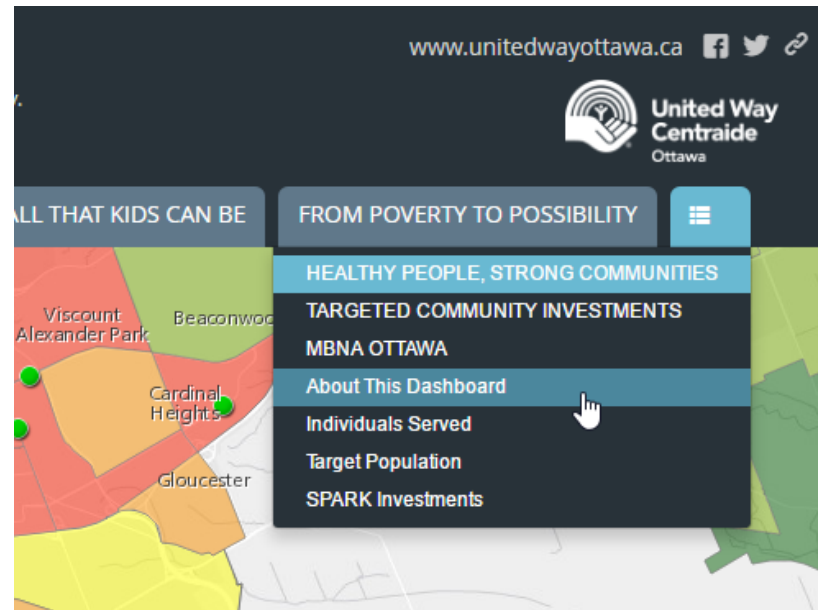 www.unitedwayottawa.ca
y.
United Way
Centraide
Ottawa
ALL THAT KIDS CAN BE
FROM POVERTY TO POSSIBILITY
HEALTHY PEOPLE, STRONG COMMUNITIES
TARGETED COMMUNITY INVESTMENTS
MBNA OTTAWA
About This Dashboard
Individuals Served
Target Population
SPARK Investments
Viscount
Alexander Park
Beaconwoo
Cardinal
Heights
Gloucester